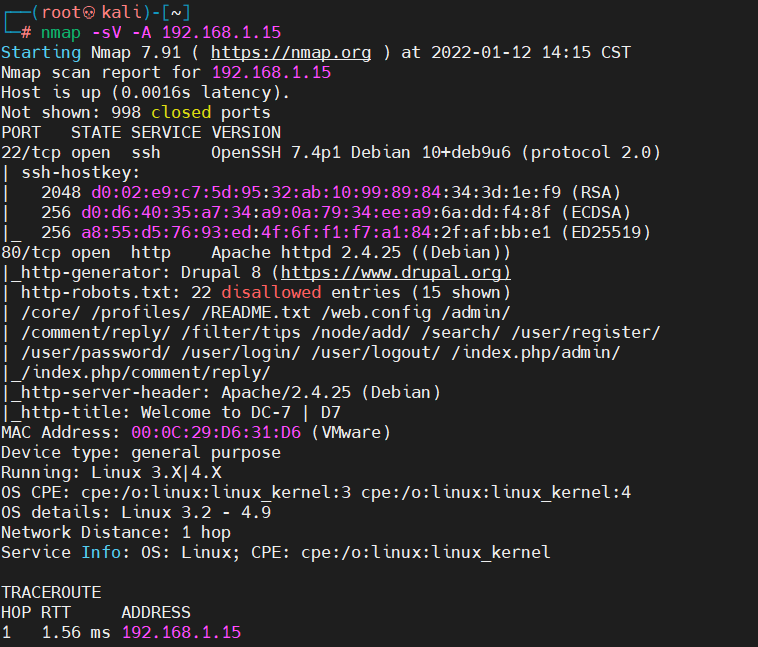 ┌──(root💀kali)-[~]
└─# nmap -sV -A 192.168.1.15
Starting Nmap 7.91 ( https://nmap.org ) at 2022-01-12 14:15 CST
Nmap scan report for 192.168.1.15
Host is up (0.0016s latency).
Not shown: 998 closed ports
PORT   STATE SERVICE VERSION
22/tcp open  ssh     OpenSSH 7.4p1 Debian 10+deb9u6 (protocol 2.0)
| ssh-hostkey:
|   2048 d0:02:e9:c7:5d:95:32:ab:10:99:89:84:34:3d:1e:f9 (RSA)
|   256 d0:d6:40:35:a7:34:a9:0a:79:34:ee:a9:6a:dd:f4:8f (ECDSA)
|_  256 a8:55:d5:76:93:ed:4f:6f:f1:f7:a1:84:2f:af:bb:e1 (ED25519)
80/tcp open  http    Apache httpd 2.4.25 ((Debian))
|_http-generator: Drupal 8 (https://www.drupal.org)
| http-robots.txt: 22 disallowed entries (15 shown)
| /core/ /profiles/ /README.txt /web.config /admin/
| /comment/reply/ /filter/tips /node/add/ /search/ /user/register/
| /user/password/ /user/login/ /user/logout/ /index.php/admin/
|_/index.php/comment/reply/
|_http-server-header: Apache/2.4.25 (Debian)
|_http-title: Welcome to DC-7 | D7
MAC Address: 00:0C:29:D6:31:D6 (VMware)
Device type: general purpose
Running: Linux 3.X|4.X
OS CPE: cpe:/o:linux:linux_kernel:3 cpe:/o:linux:linux_kernel:4
OS details: Linux 3.2 - 4.9
Network Distance: 1 hop
Service Info: OS: Linux; CPE: cpe:/o:linux:linux_kernel

TRACEROUTE
HOP RTT     ADDRESS
1   1.56 ms 192.168.1.15